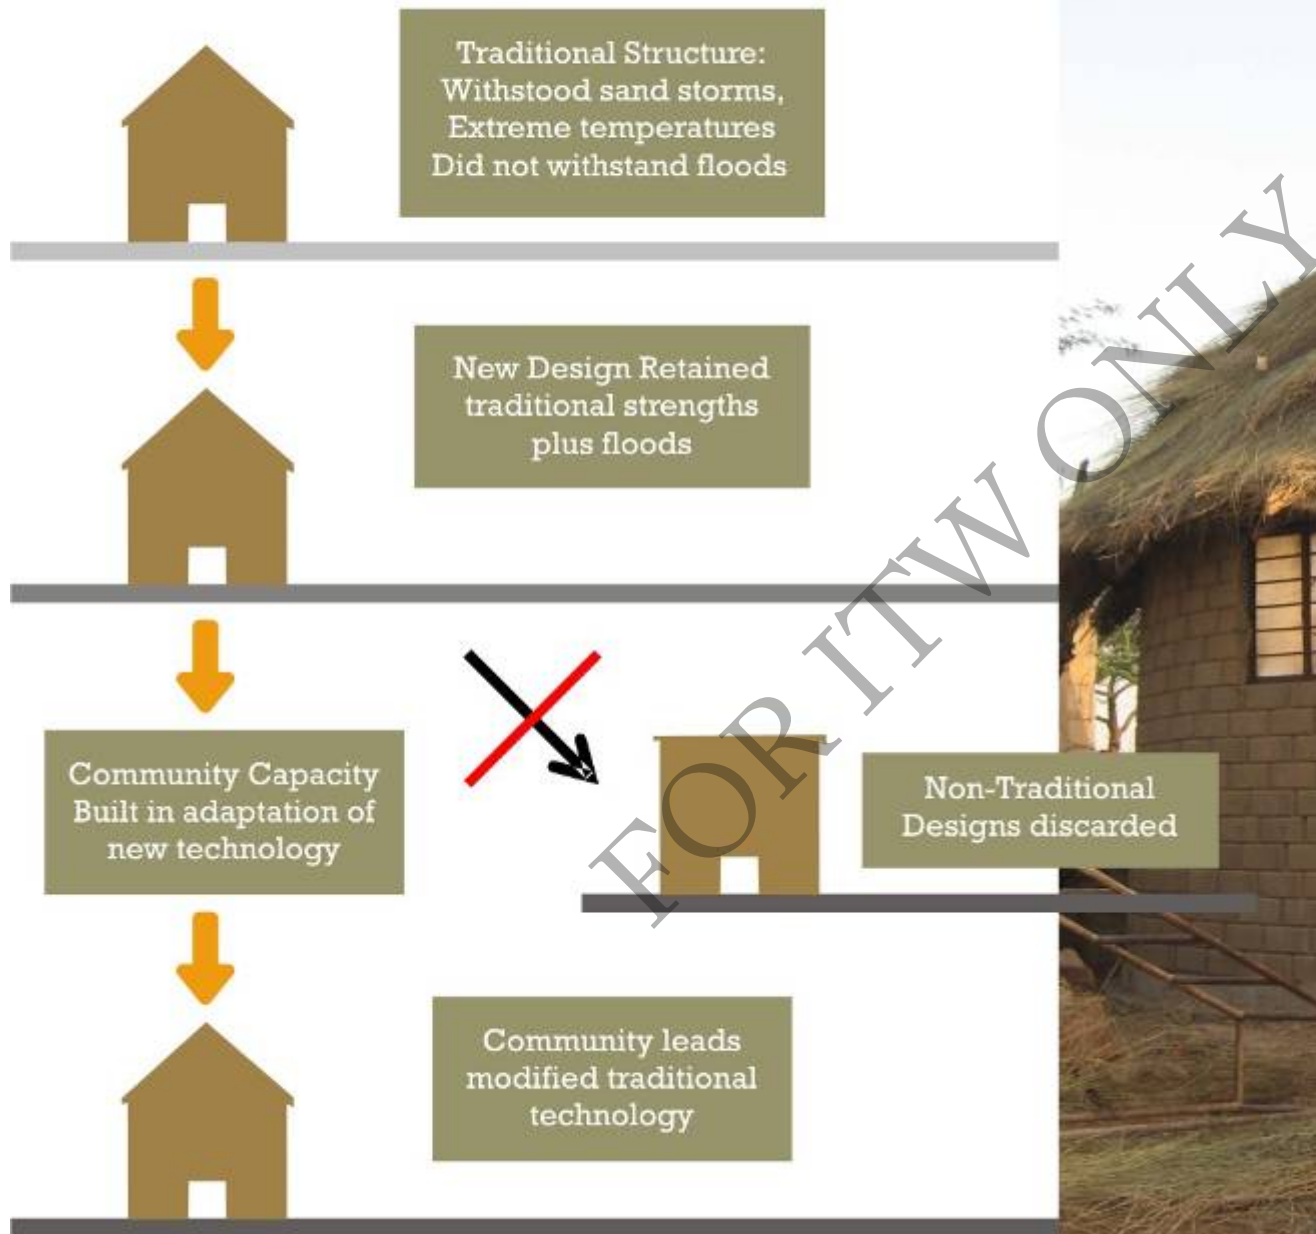 Traditional Structure:
Withstood sand storms,
Extreme temperatures
Did not withstand floods
New Design Retained
traditional strengths
plus floods
Community Capacity
Built in adaptation of
new technology
Non-Traditional
Designs discarded
Community leads
modified traditional
technology
FOR ITW ONLY